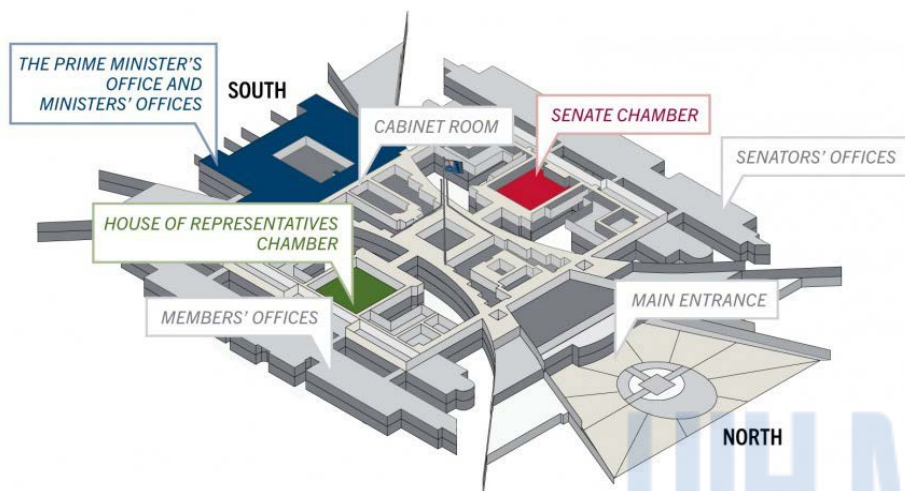 THE PRIME MINISTER'S
OFFICE AND
MINISTERS' OFFICES
SOUTH
CABINET ROOM
SENATE CHAMBER
SENATORS' OFFICES
HOUSE OF REPRESENTATIVES
CHAMBER
MEMBERS' OFFICES
MAIN ENTRANCE
NORTH